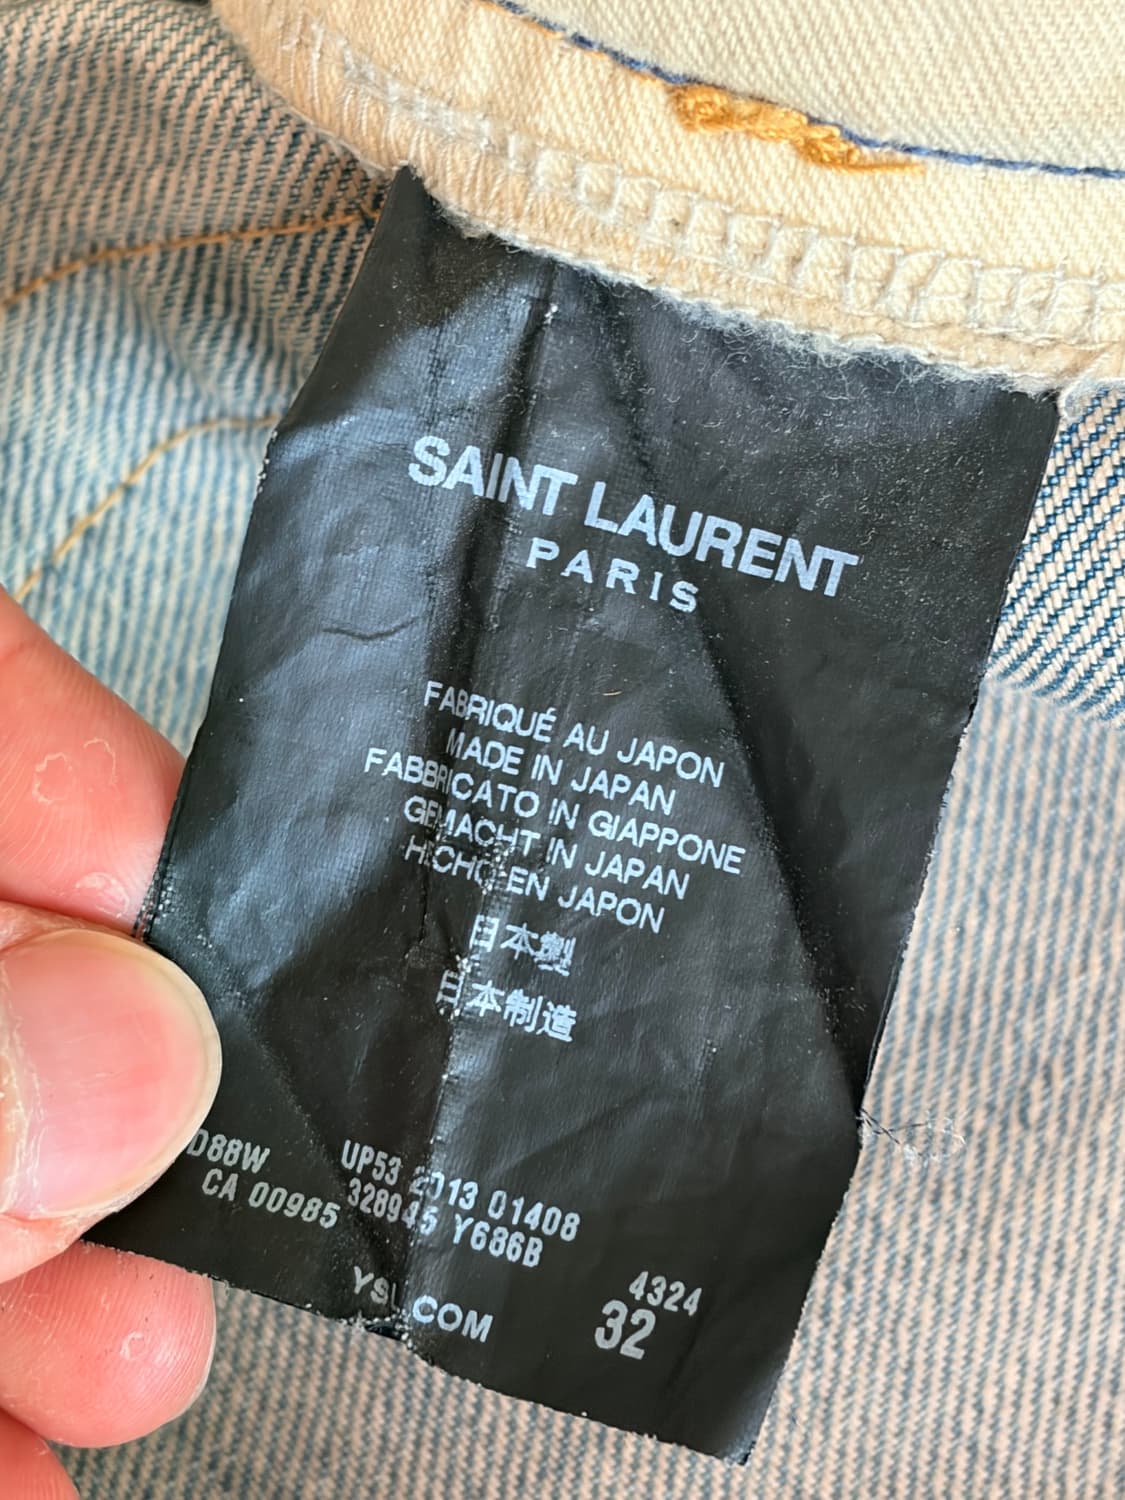 SAINT LAURENT
PARIS
FABRIQUÉ AU JAPON
MADE IN JAPAN
FABBRICATO IN GIAPPONE
GEMACHT IN JAPAN
HECHO EN JAPON
日本製
日本制造
D88W UP53 2013 01408
CA 00985 328945 Y686B
YSL.COM 4324
32